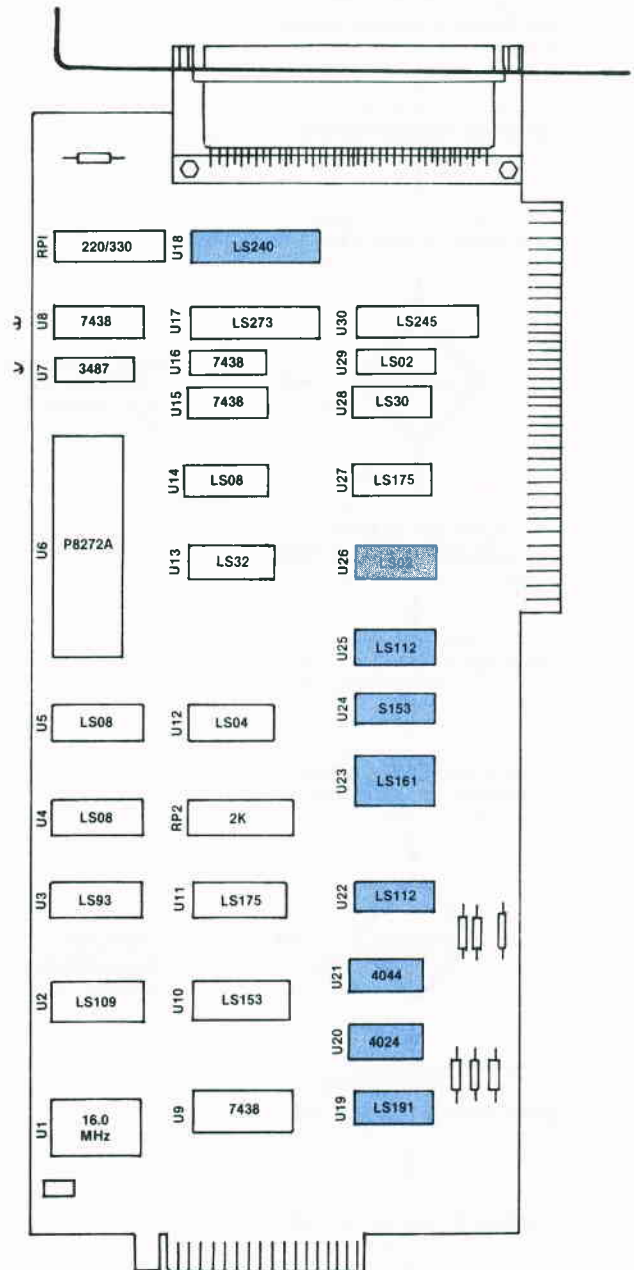 RP1 220/330 U18 LS240
U8 7438 U17 LS273 U30 LS245
U7 3487 U16 7438 U29 LS02
U15 7438 U28 LS30
U14 LS08 U27 LS175
U6 P8272A U13 LS32 U26
U25 LS112
U5 LS08 U12 LS04 U24 S153
U23 LS161
U4 LS08 RP2 2K
U3 LS93 U11 LS175 U22 LS112
U21 4044
U2 LS109 U10 LS153
U20 4024
U1 16.0
MHz U9 7438 U19 LS191